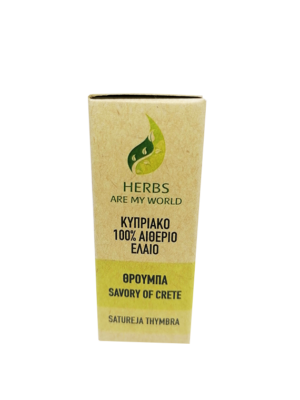 HERBS
ARE MY WORLD
ΚΥΠΡΙΑΚΟ
100% ΑΙΘΕΡΙΟ
ΕΛΑΙΟ
ΘΡΟΥΜΠΑ
SAVORY OF CRETE
SATUREJA THYMBRA